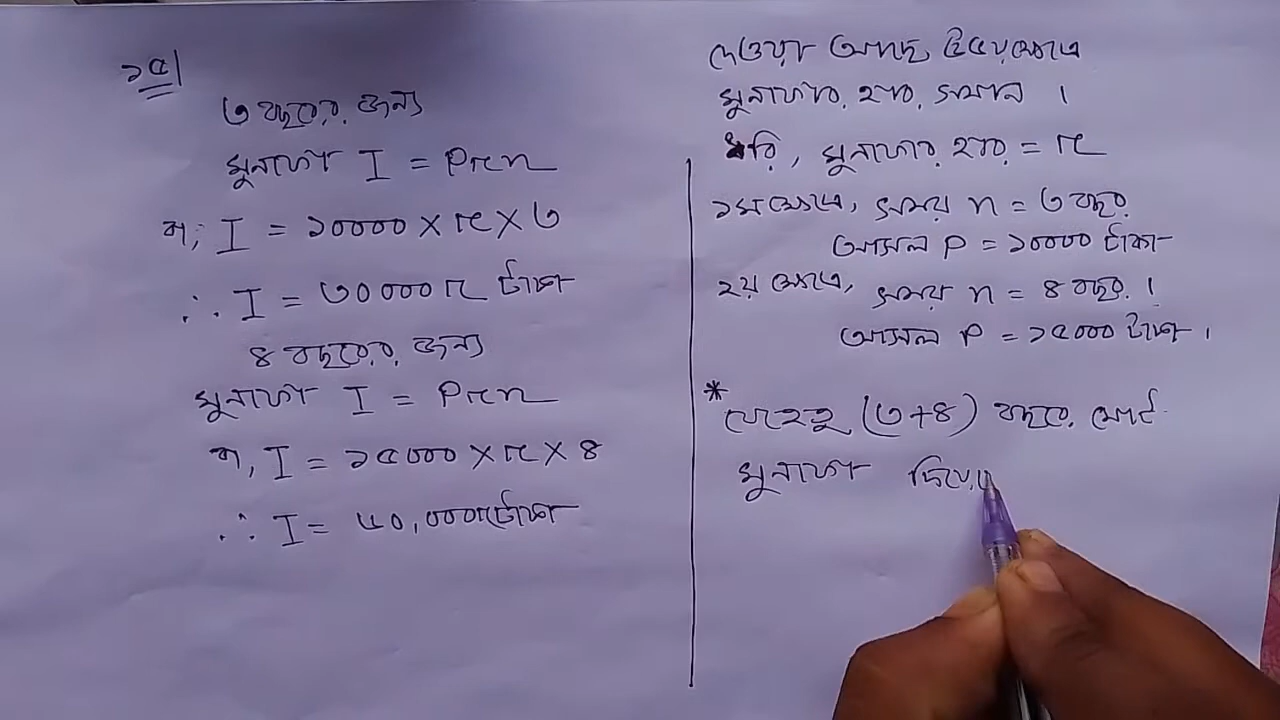 ১৫।
৩ বছরের জন্য
মুনাফা I = Prn
বা, I = ১০০০০ × r × ৩
∴ I = ৩০০০০r টাকা
৪ বছরের জন্য
মুনাফা I = Prn
বা, I = ১৫০০০ × r × ৪
∴ I = ৬০,০০০r টাকা
দেওয়া আছে উভয়ক্ষেত্রে
মুনাফার হার সমান ।
ধরি, মুনাফার হার = r
১ম ক্ষেত্রে, সময় n = ৩ বছর
আসল P = ১০০০০ টাকা
২য় ক্ষেত্রে, সময় n = ৪ বছর ।
আসল P = ১৫০০০ টাকা ।
* যেহেতু (৩+৪) বছরে মোট
মুনাফা